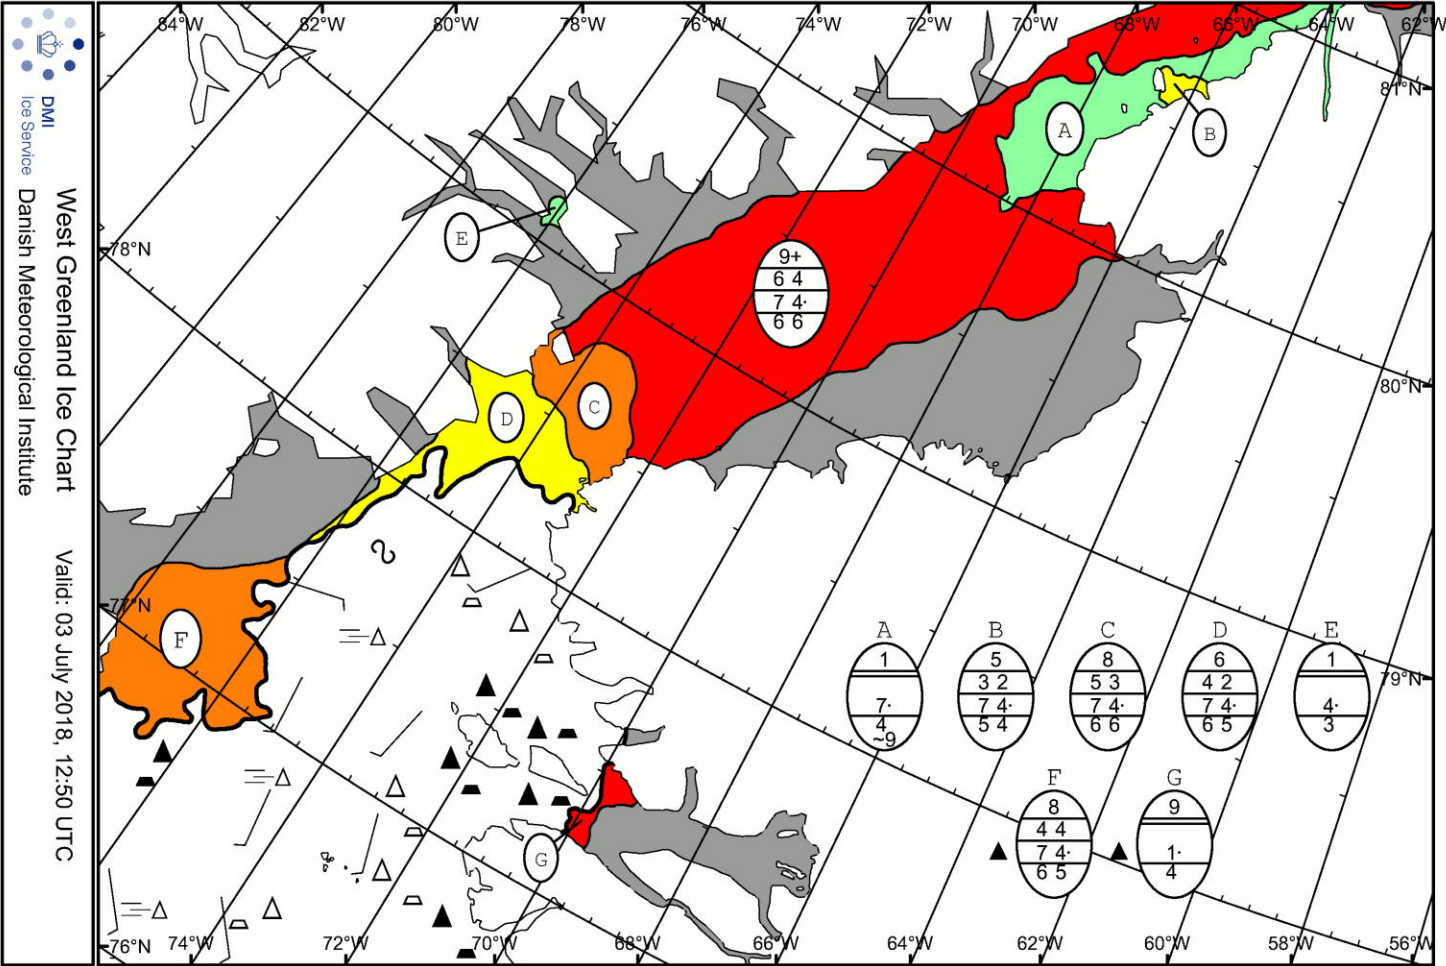 84°W 82°W 80°W 78°W 76°W 74°W 72°W 70°W 68°W 66°W 64°W 62°W
DMI
Ice Service
West Greenland Ice Chart
Valid: 03 July 2018, 12:50 UTC
Danish Meteorological Institute
81°N
A
B
E
78°N
9+
6 4
7 4·
6 6
80°N
D
C
77°N
F
79°N
G
A B C D E
1 5 8 6 1
3 2 5 3 4 2
7· 7 4· 7 4· 7 4· 4·
4 5 4 6 6 6 5 3
~9
F G
8 9
4 4
7 4· 1·
6 5 4
76°N
74°W 72°W 70°W 68°W 66°W 64°W 62°W 60°W 58°W 56°W